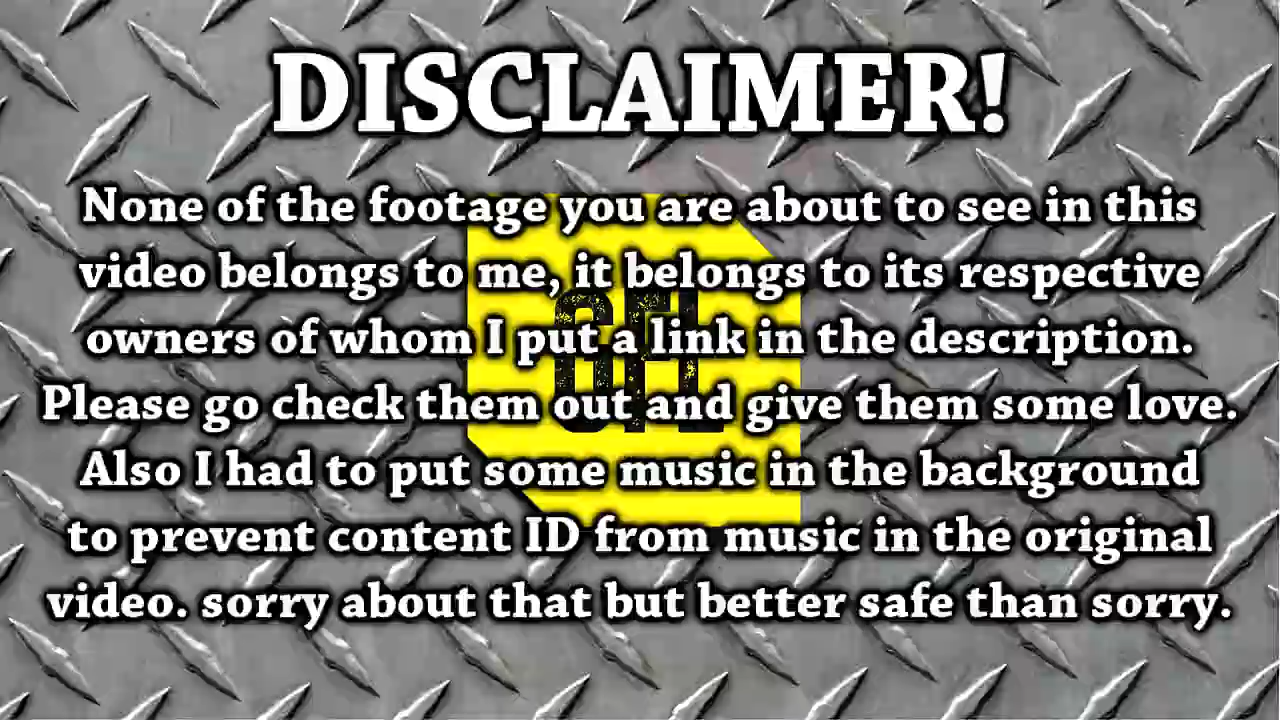 DISCLAIMER!
None of the footage you are about to see in this
video belongs to me, it belongs to its respective
owners of whom I put a link in the description.
Please go check them out and give them some love.
Also I had to put some music in the background
to prevent content ID from music in the original
video. sorry about that but better safe than sorry.